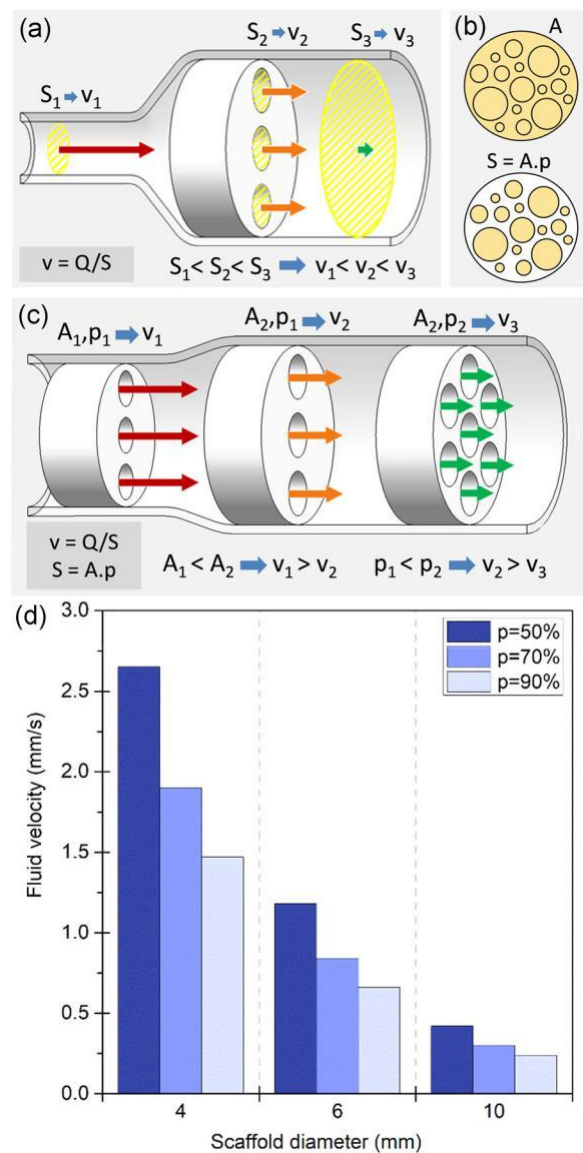 (a)
S₁ ➡ v₁
S₂ ➡ v₂
S₃ ➡ v₃
v = Q/S
S₁< S₂< S₃ ➡ v₁< v₂< v₃
(b)
A
S = A.p
(c)
A₁,p₁ ➡ v₁
A₂,p₁ ➡ v₂
A₂,p₂ ➡ v₃
v = Q/S
S = A.p
A₁ < A₂ ➡ v₁ > v₂
p₁ < p₂ ➡ v₂ > v₃
(d)
3.0
2.5
2.0
1.5
1.0
0.5
0.0
Fluid velocity (mm/s)
p=50%
p=70%
p=90%
4
6
10
Scaffold diameter (mm)